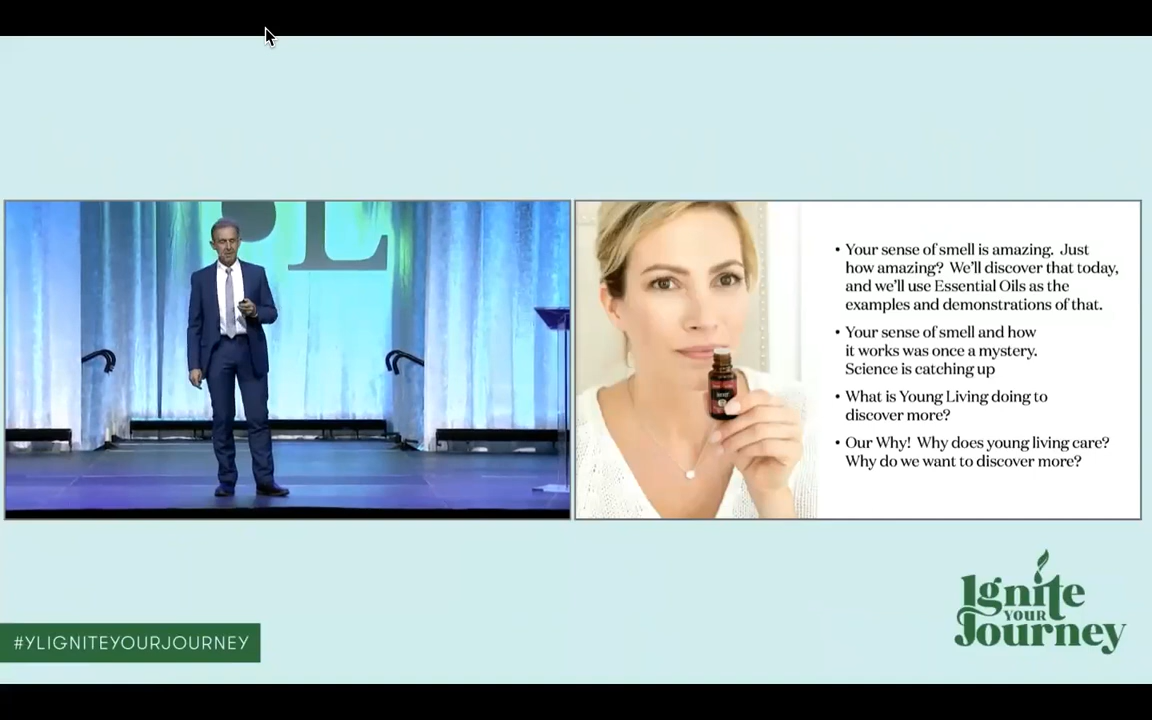 L
• Your sense of smell is amazing.  Just
how amazing?  We'll discover that today,
and we'll use Essential Oils as the
examples and demonstrations of that.
• Your sense of smell and how
it works was once a mystery.
Science is catching up
• What is Young Living doing to
discover more?
• Our Why!  Why does young living care?
Why do we want to discover more?
Ignite
YOUR
Journey
#YLIGNITEYOURJOURNEY